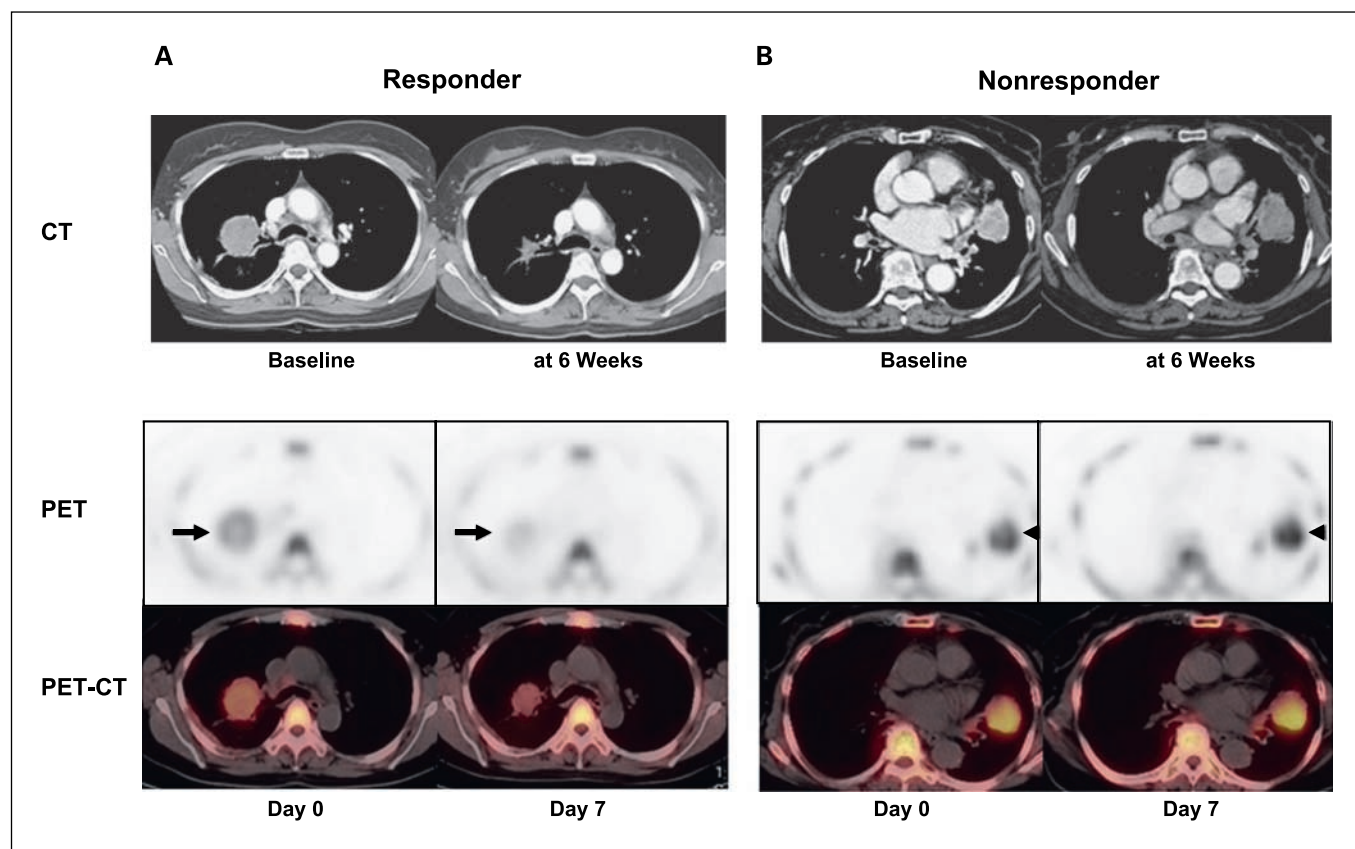 A
Responder
B
Nonresponder
CT
Baseline
at 6 Weeks
Baseline
at 6 Weeks
PET
PET-CT
1
Day 0
Day 7
Day 0
Day 7